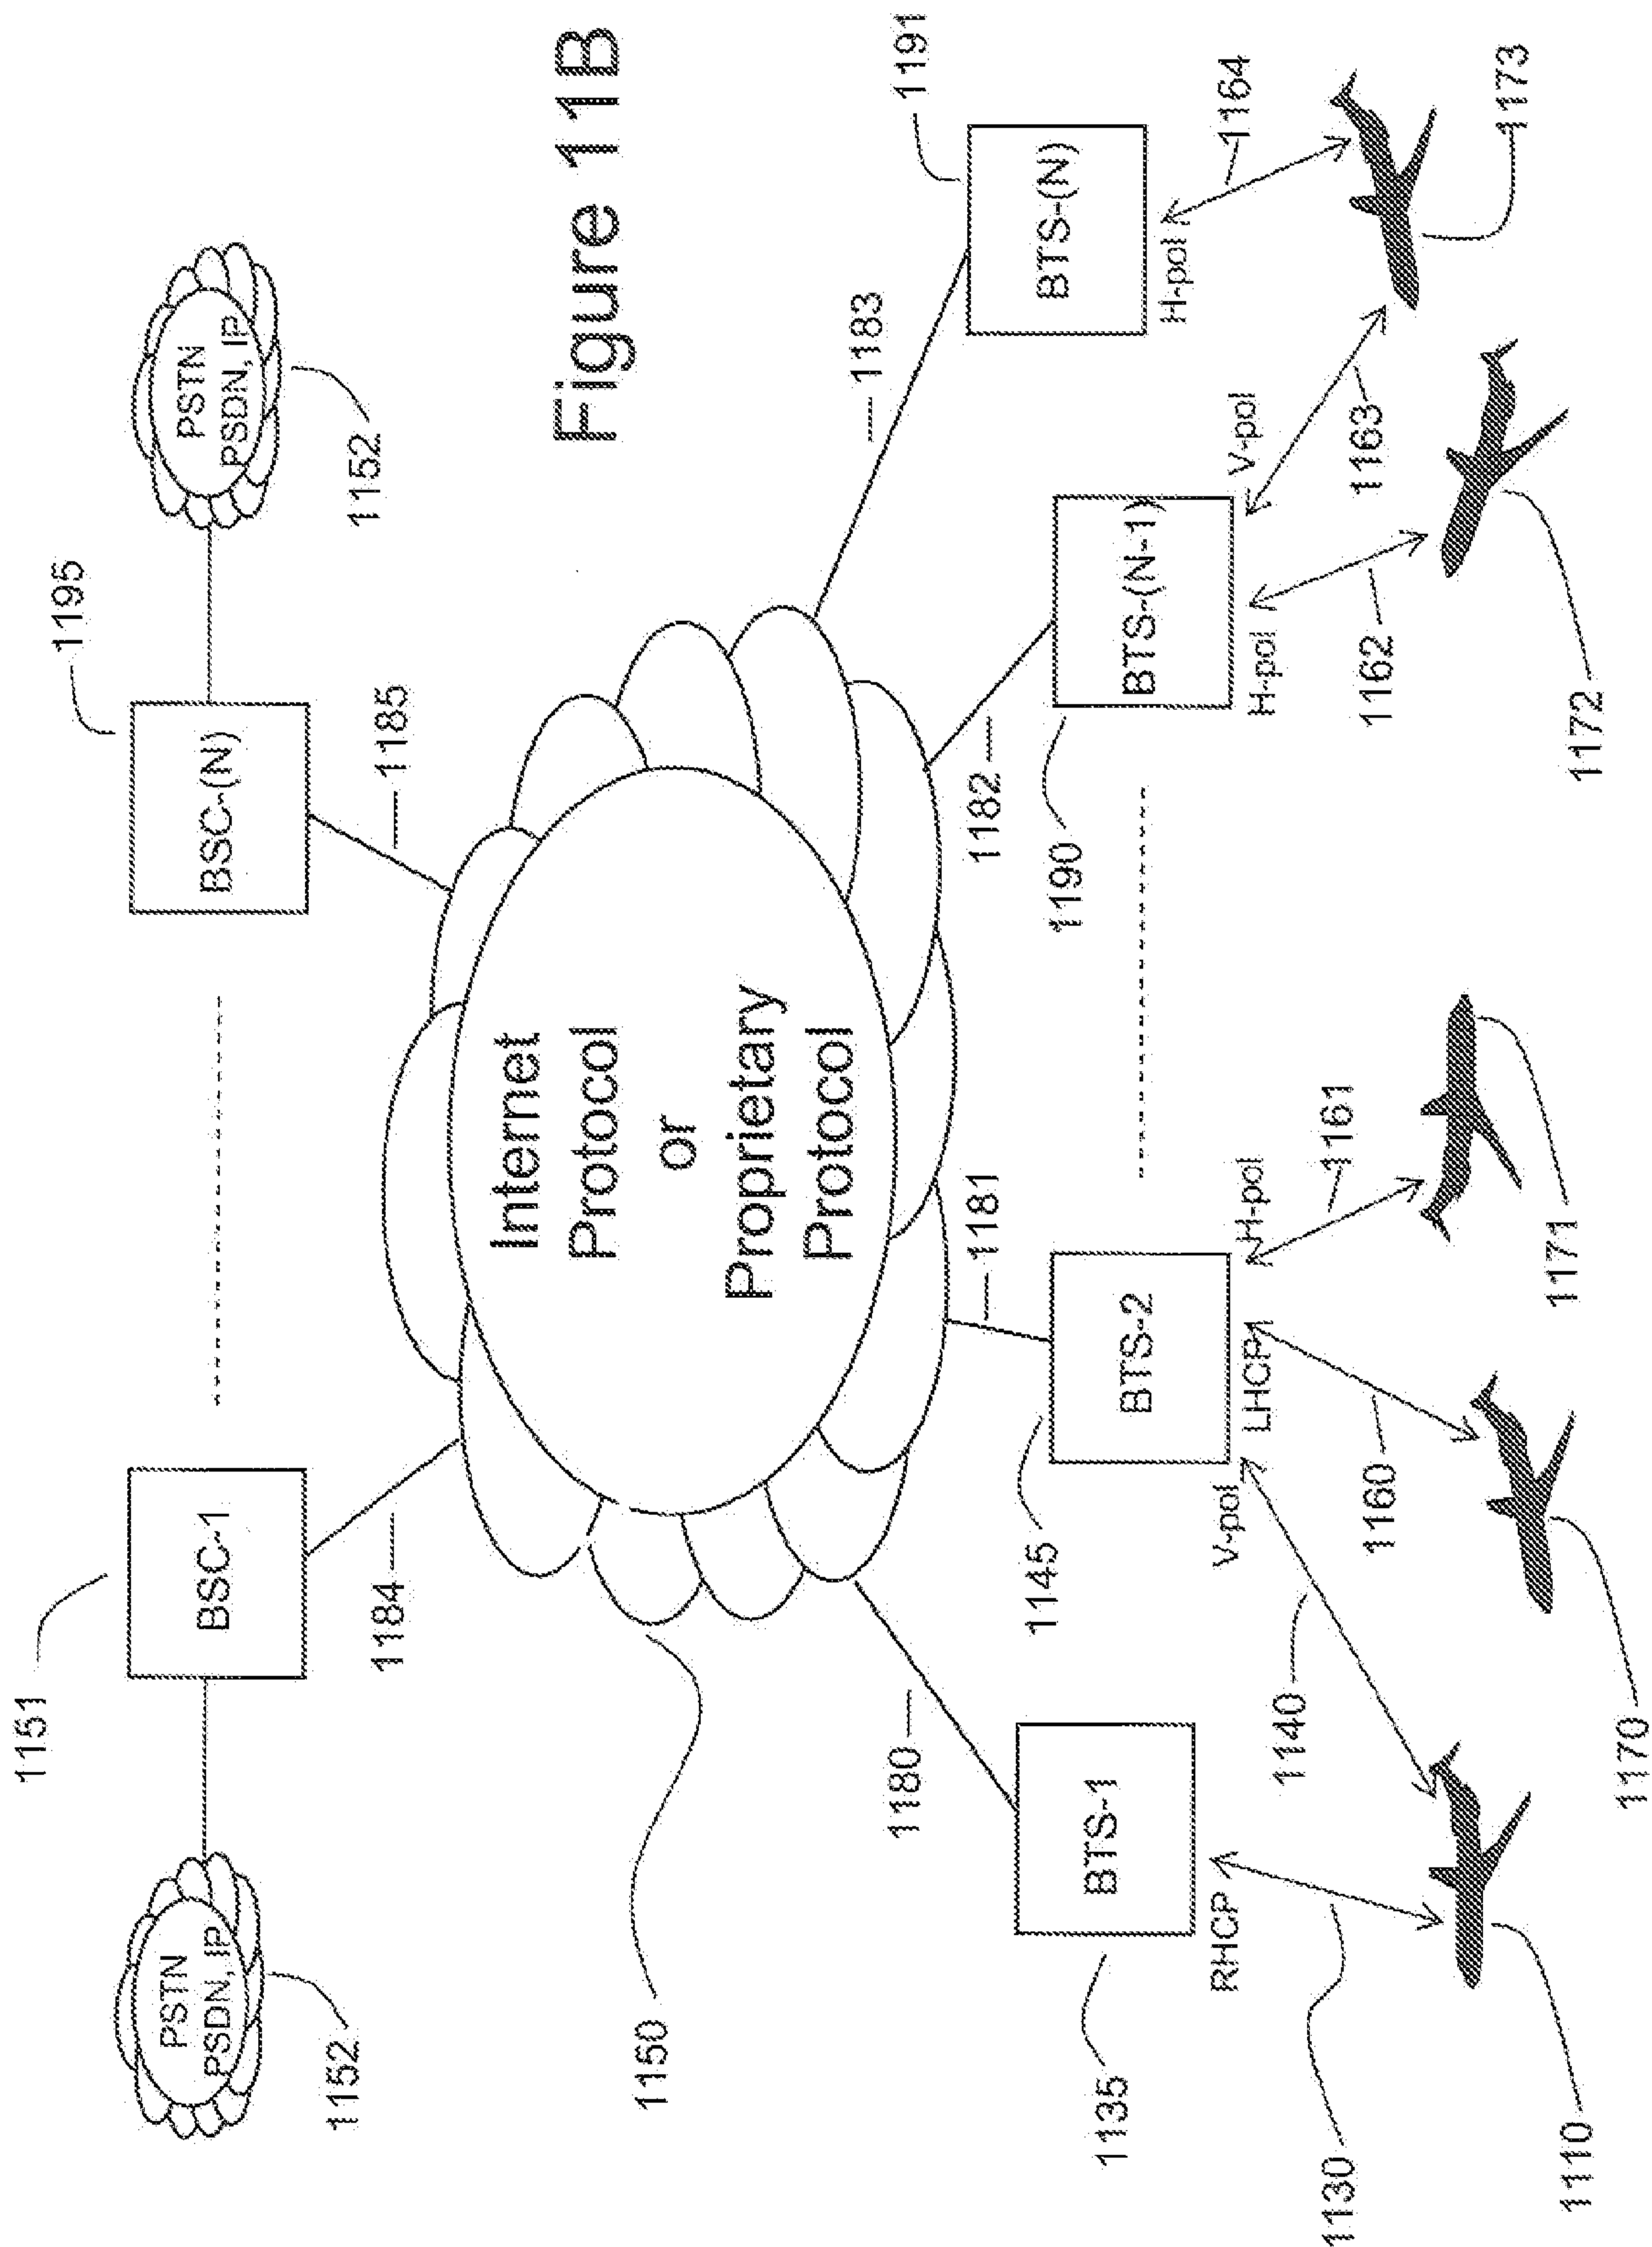 1151
1195
PSTN
PSDN, IP
BSC-1
BSC-(N)
PSTN
PSDN, IP
1152
1184
1185
1152
Internet
Protocol
or
Proprietary
Protocol
Figure 11B
1150
1180
1181
1182
1183
1191
1135
BTS-1
1145
BTS-2
1190
BTS-(N-1)
BTS-(N)
RHCP
V-pol
LHCP
H-pol
H-pol
V-pol
H-pol
1130
1140
1160
1161
1162
1163
1164
1110
1170
1171
1172
1173